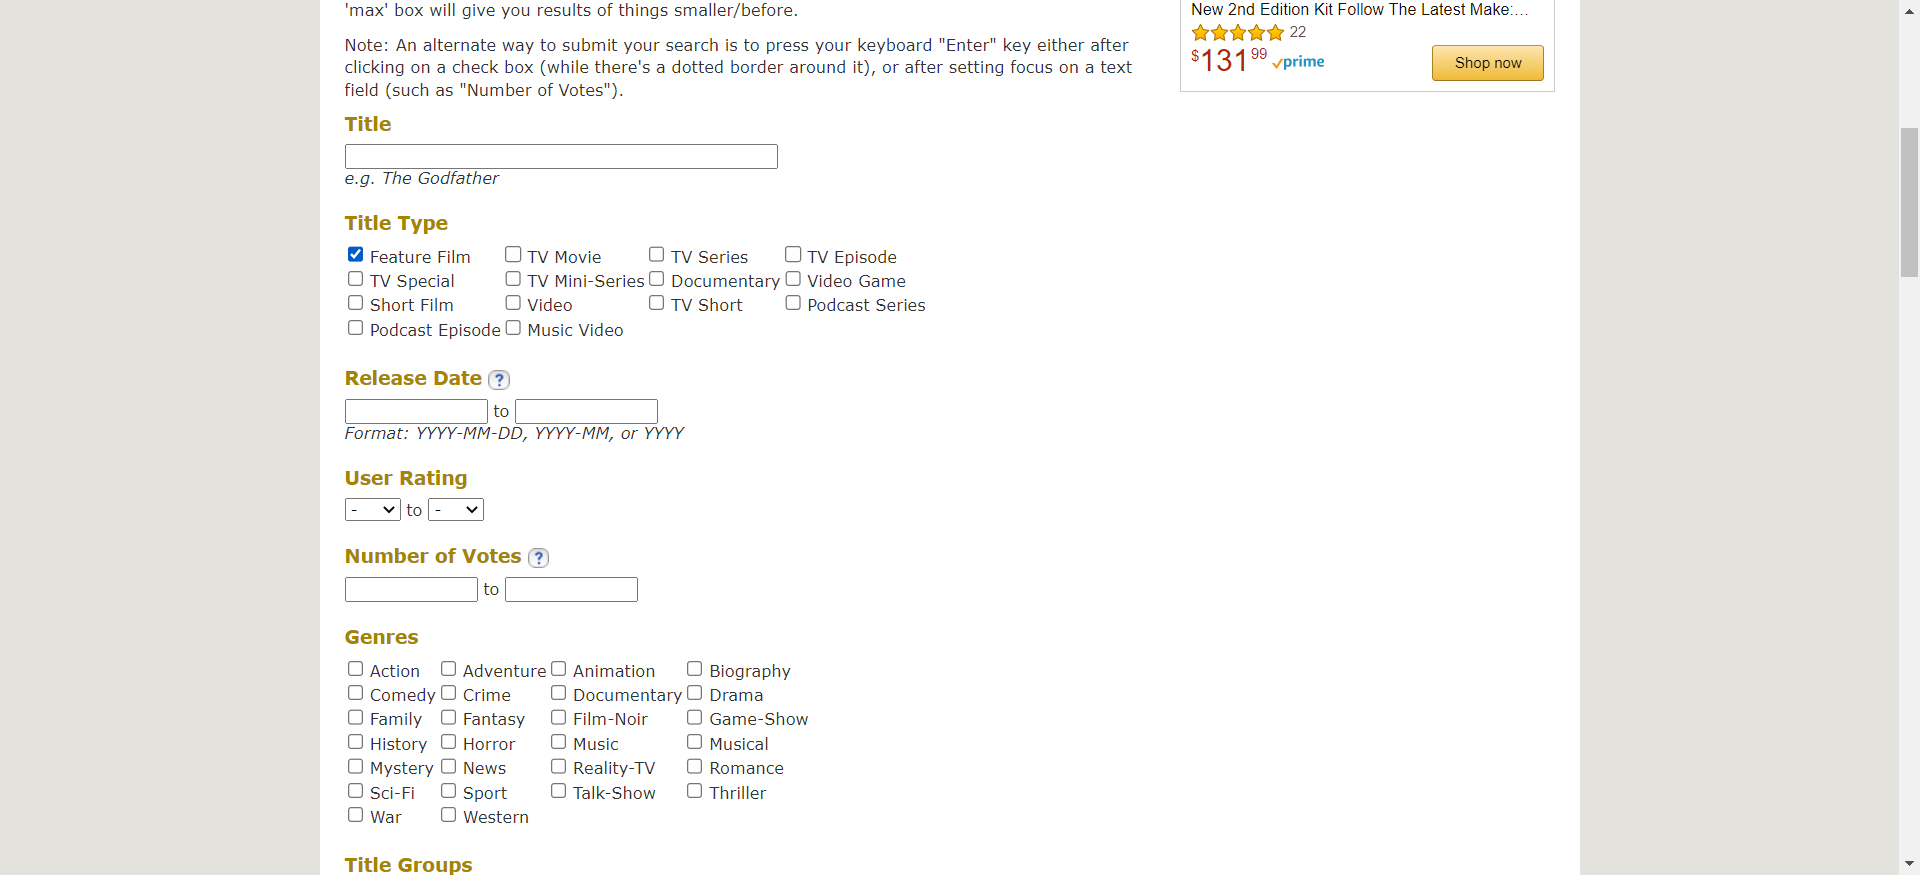 'max' box will give you results of things smaller/before.
New 2nd Edition Kit Follow The Latest Make:...
22
$131 99 prime
Shop now
Note: An alternate way to submit your search is to press your keyboard "Enter" key either after
clicking on a check box (while there's a dotted border around it), or after setting focus on a text
field (such as "Number of Votes").
Title
e.g. The Godfather
Title Type
Feature Film TV Movie TV Series TV Episode
TV Special TV Mini-Series Documentary Video Game
Short Film Video TV Short Podcast Series
Podcast Episode Music Video
Release Date ?
to
Format: YYYY-MM-DD, YYYY-MM, or YYYY
User Rating
- to -
Number of Votes ?
to
Genres
Action Adventure Animation Biography
Comedy Crime Documentary Drama
Family Fantasy Film-Noir Game-Show
History Horror Music Musical
Mystery News Reality-TV Romance
Sci-Fi Sport Talk-Show Thriller
War Western
Title Groups